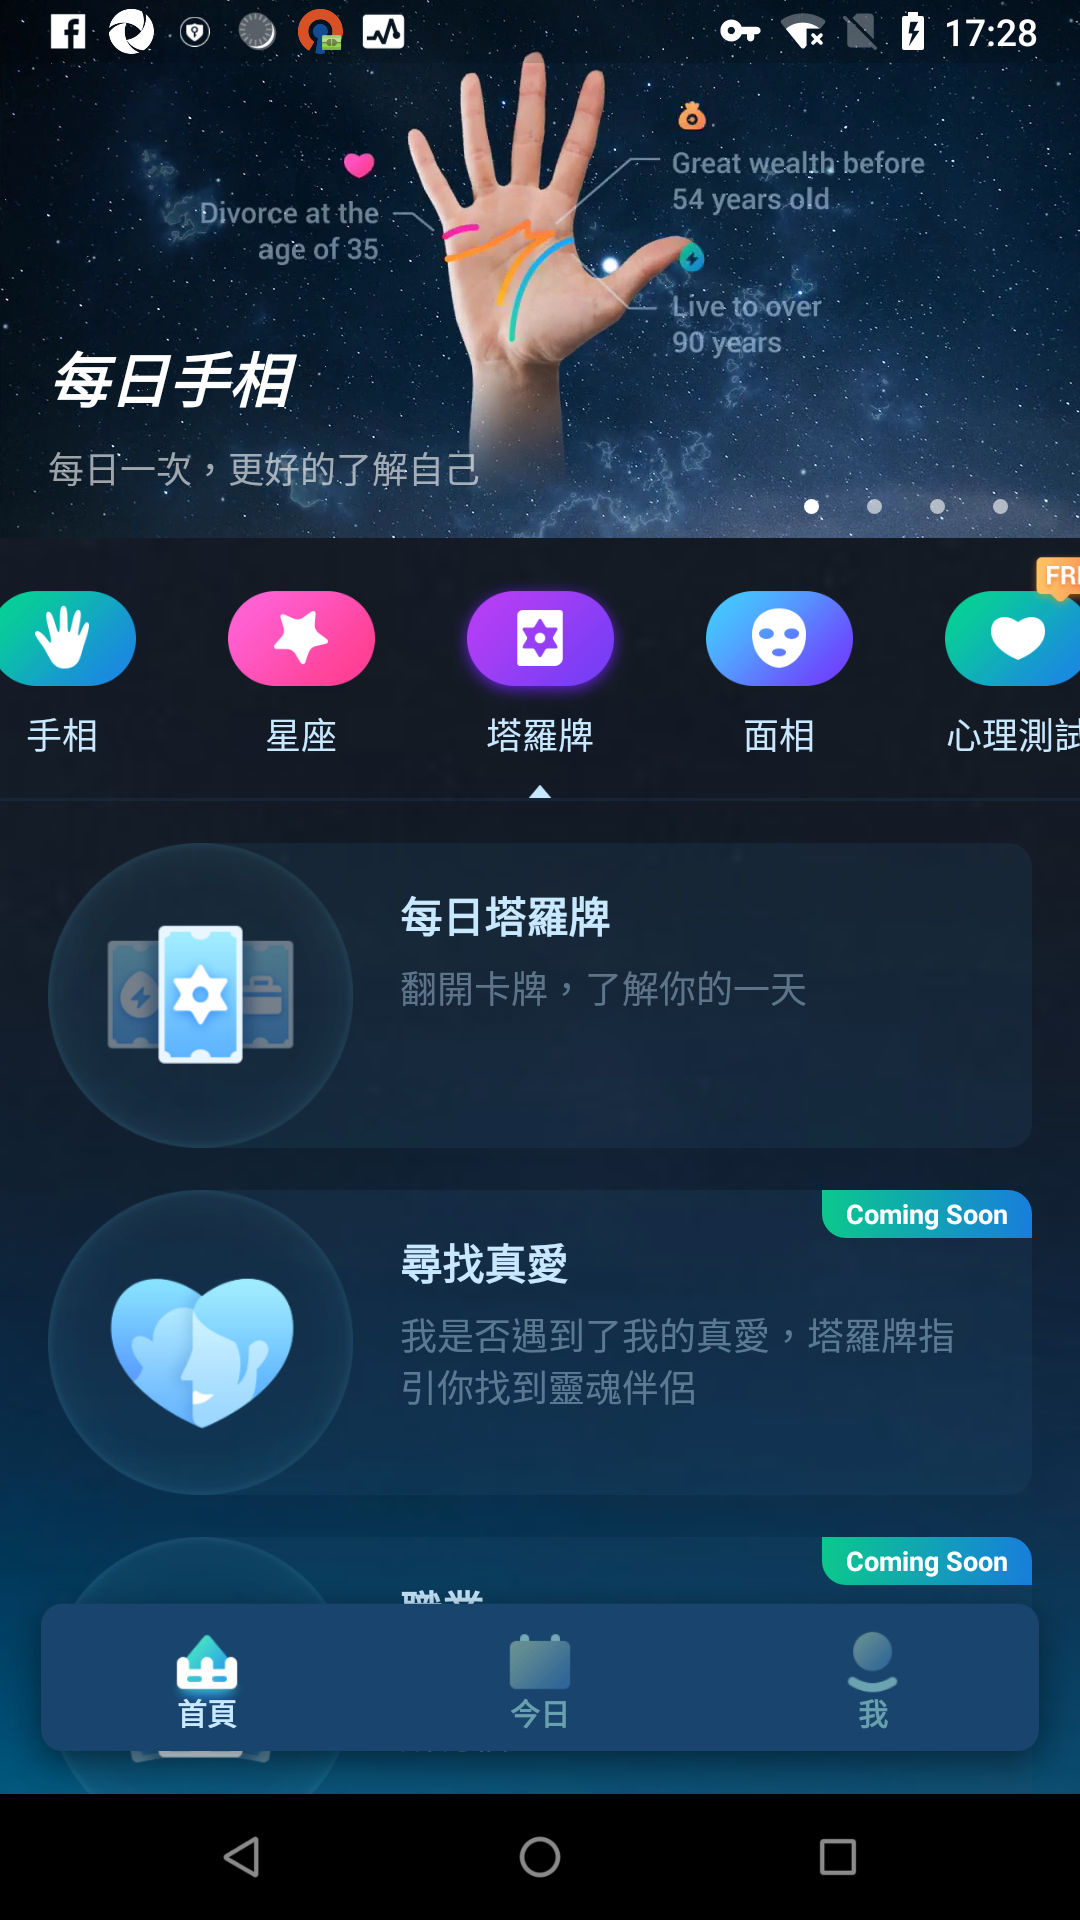 17:28
Great wealth before
54 years old
Divorce at the
age of 35
Live to over
90 years
每日手相
每日一次，更好的了解自己
手相
星座
塔羅牌
面相
心理測試
每日塔羅牌
翻開卡牌，了解你的一天
Coming Soon
尋找真愛
我是否遇到了我的真愛，塔羅牌指
引你找到靈魂伴侶
Coming Soon
職業
首頁
今日
我